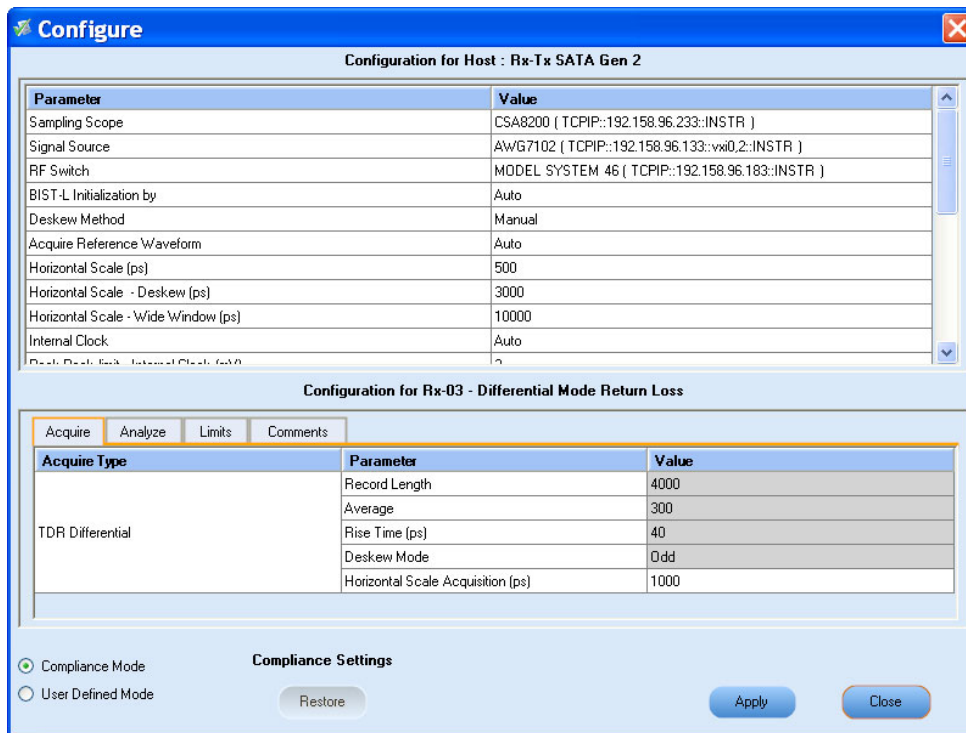 Configure
Configuration for Host : Rx-Tx SATA Gen 2
Parameter Value
Sampling Scope CSA8200 ( TCPIP::192.158.96.233::INSTR )
Signal Source AWG7102 ( TCPIP::192.158.96.133::vxi0,2::INSTR )
RF Switch MODEL SYSTEM 46 ( TCPIP::192.158.96.183::INSTR )
BIST-L Initialization by Auto
Deskew Method Manual
Acquire Reference Waveform Auto
Horizontal Scale (ps) 500
Horizontal Scale - Deskew (ps) 3000
Horizontal Scale - Wide Window (ps) 10000
Internal Clock Auto
Configuration for Rx-03 - Differential Mode Return Loss
Acquire Analyze Limits Comments
Acquire Type Parameter Value
Record Length 4000
Average 300
TDR Differential Rise Time (ps) 40
Deskew Mode Odd
Horizontal Scale Acquisition (ps) 1000
Compliance Mode Compliance Settings
User Defined Mode Restore Apply Close